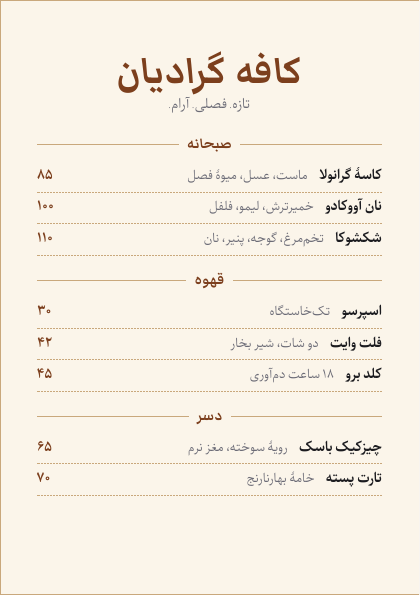 کافه گرادیان
تازه. فصلی. آرام.
صبحانه
کاسهٔ گرانولا ماست، عسل، میوهٔ فصل ۸۵
نان آووکادو خمیرترش، لیمو، فلفل ۱۰۰
شکشوکا تخم‌مرغ، گوجه، پنیر، نان ۱۱۰
قهوه
اسپرسو تک‌خاستگاه ۳۰
فلت وایت دو شات، شیر بخار ۴۲
کلد برو ۱۸ ساعت دم‌آوری ۴۵
دسر
چیزکیک باسک رویهٔ سوخته، مغز نرم ۶۵
تارت پسته خامهٔ بهارنارنج ۷۰